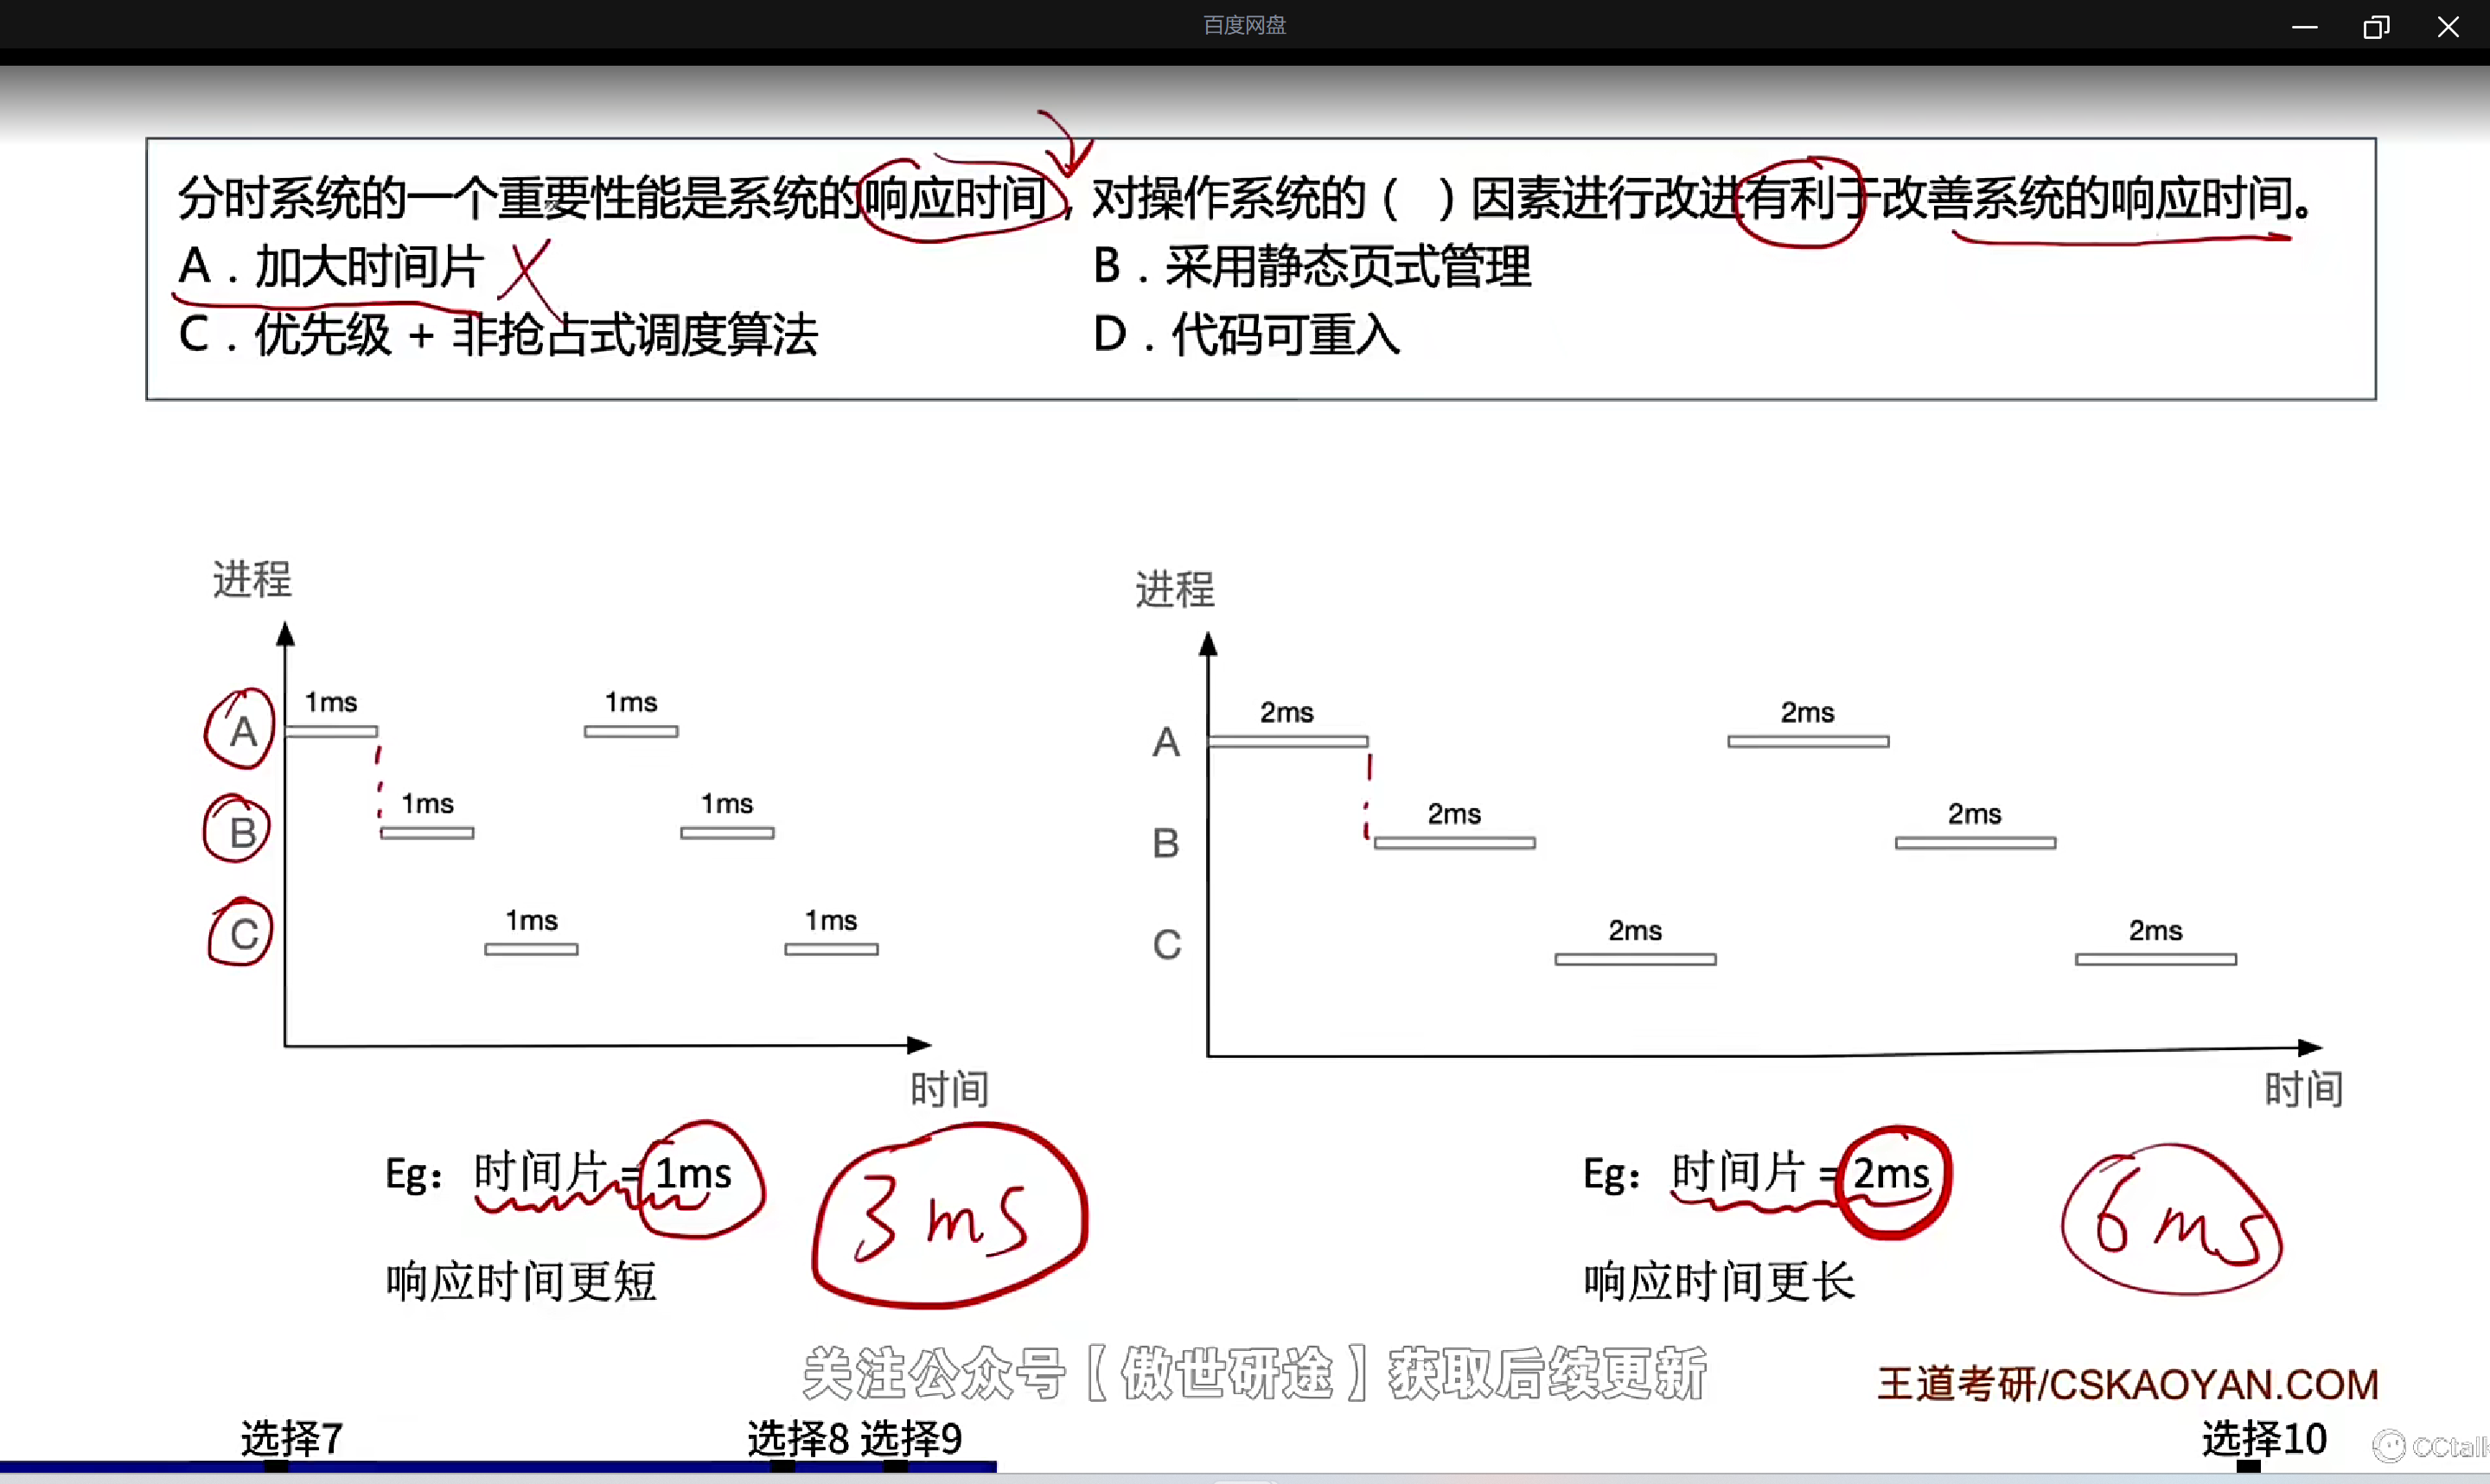 百度网盘
分时系统的一个重要性能是系统的响应时间，对操作系统的（ ）因素进行改进有利于改善系统的响应时间。
A．加大时间片
B．采用静态页式管理
C．优先级 + 非抢占式调度算法
D．代码可重入
进程
A
1ms
1ms
B
1ms
1ms
C
1ms
1ms
时间
Eg：时间片 = 1ms
3ms
响应时间更短
进程
A
2ms
2ms
B
2ms
2ms
C
2ms
2ms
时间
Eg：时间片 = 2ms
6ms
响应时间更长
关注公众号【傲世研途】获取后续更新
王道考研/CSKAOYAN.COM
选择7
选择8
选择9
选择10
CCtalk